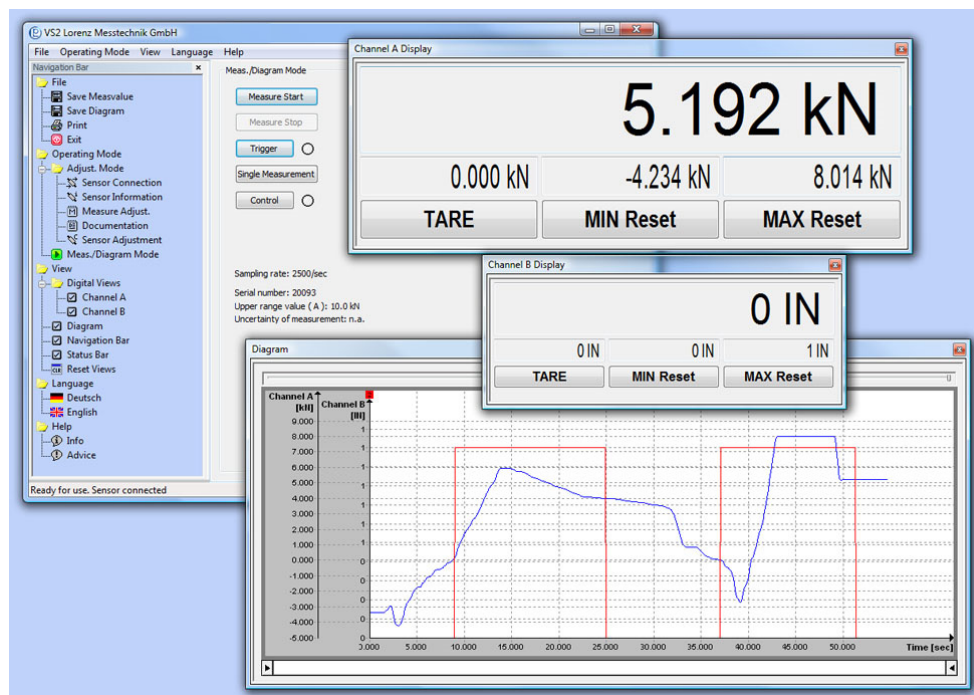 VS2 Lorenz Messtechnik GmbH
File Operating Mode View Language Help
Navigation Bar
File
Save Measvalue
Save Diagram
Print
Exit
Operating Mode
Adjust. Mode
Sensor Connection
Sensor Information
Measure Adjust.
Documentation
Sensor Adjustment
Meas./Diagram Mode
View
Digital Views
Channel A
Channel B
Diagram
Navigation Bar
Status Bar
Reset Views
Language
Deutsch
English
Help
Info
Advice
Ready for use. Sensor connected
Meas./Diagram Mode
Measure Start
Measure Stop
Trigger
Single Measurement
Control
Sampling rate: 2500/sec
Serial number: 20093
Upper range value ( A ): 10.0 kN
Uncertainty of measurement: n.a.
Channel A Display
5.192 kN
0.000 kN -4.234 kN 8.014 kN
TARE MIN Reset MAX Reset
Channel B Display
0 IN
0 IN 0 IN 1 IN
TARE MIN Reset MAX Reset
Diagram
Channel A
[kN]
Channel B
[IN]
9.000
8.000
7.000
6.000
5.000
4.000
3.000
2.000
1.000
0.000
-1.000
-2.000
-3.000
-4.000
-5.000
1
1
1
1
1
0
0
0
0
5.000 10.000 15.000 20.000 25.000 30.000 35.000 40.000 45.000 50.000 Time [sec]